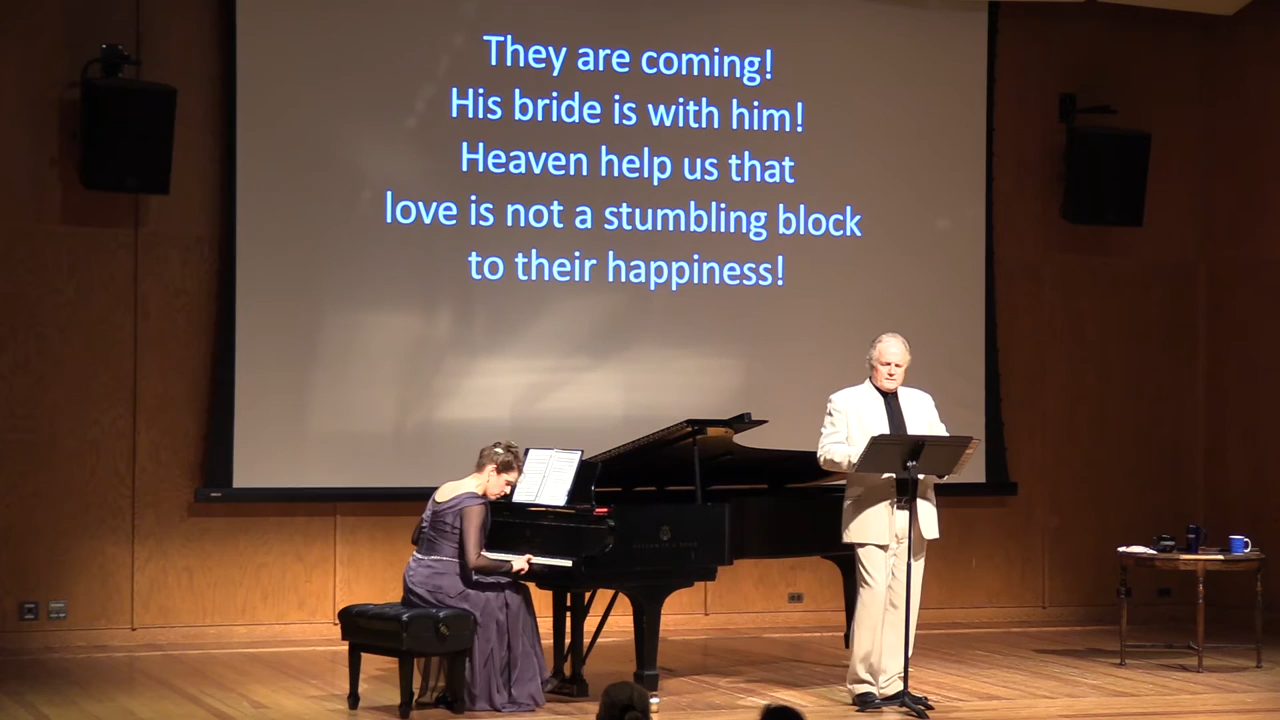 They are coming!
His bride is with him!
Heaven help us that
love is not a stumbling block
to their happiness!